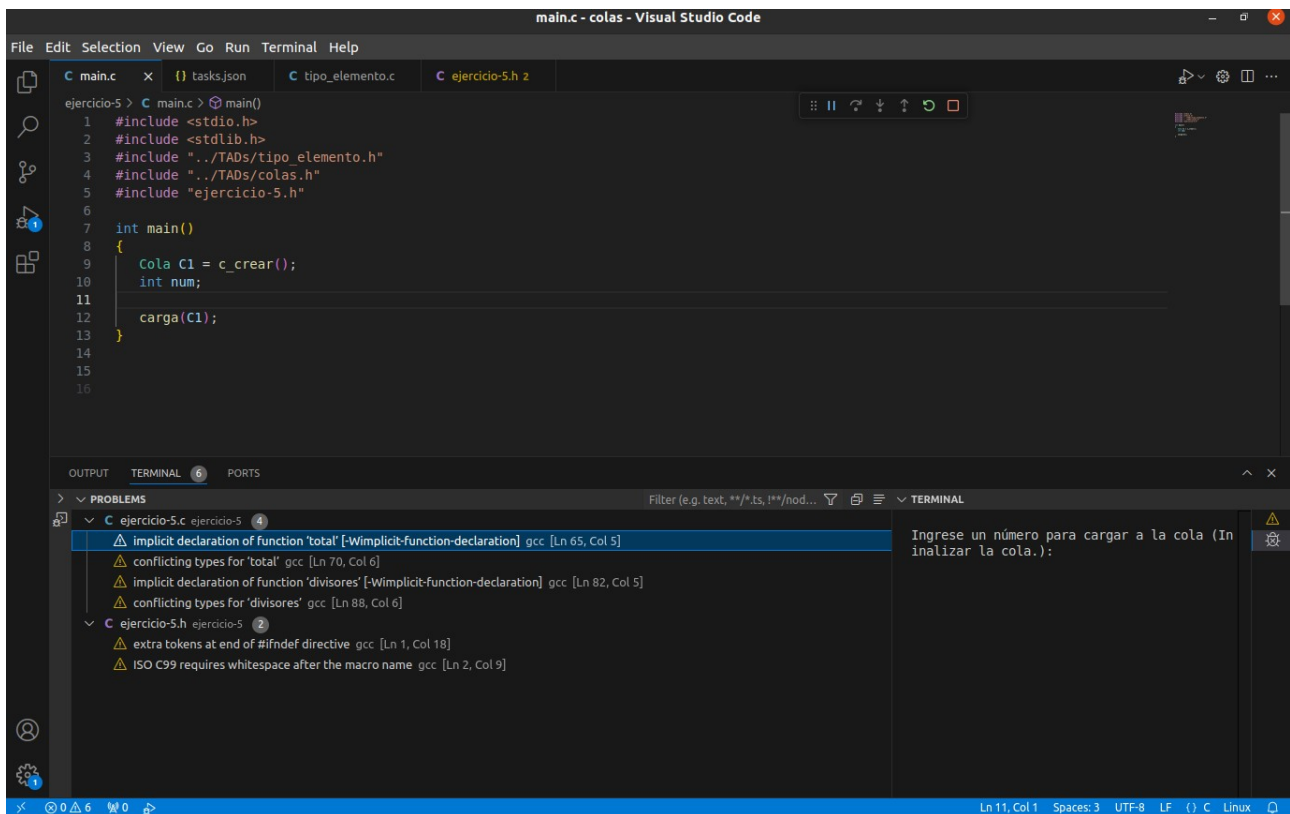 main.c - colas - Visual Studio Code
File Edit Selection View Go Run Terminal Help
C main.c × {} tasks.json C tipo_elemento.c C ejercicio-5.h 2
ejercicio-5 > C main.c > main()
1 #include <stdio.h>
2 #include <stdlib.h>
3 #include "../TADs/tipo_elemento.h"
4 #include "../TADs/colas.h"
5 #include "ejercicio-5.h"
6
7 int main()
8 {
9 Cola C1 = c_crear();
10 int num;
11
12 carga(C1);
13 }
14
15
16
1
OUTPUT TERMINAL 6 PORTS
PROBLEMS Filter (e.g. text, **/*.ts, !**/nod... TERMINAL
C ejercicio-5.c ejercicio-5 4
implicit declaration of function ‘total’ [-Wimplicit-function-declaration] gcc [Ln 65, Col 5]
conflicting types for ‘total’ gcc [Ln 70, Col 6]
implicit declaration of function ‘divisores’ [-Wimplicit-function-declaration] gcc [Ln 82, Col 5]
conflicting types for ‘divisores’ gcc [Ln 88, Col 6]
C ejercicio-5.h ejercicio-5 2
extra tokens at end of #ifndef directive gcc [Ln 1, Col 18]
ISO C99 requires whitespace after the macro name gcc [Ln 2, Col 9]
Ingrese un número para cargar a la cola (In
inalizar la cola.):
1
0 6 0 Ln 11, Col 1 Spaces: 3 UTF-8 LF {} C Linux